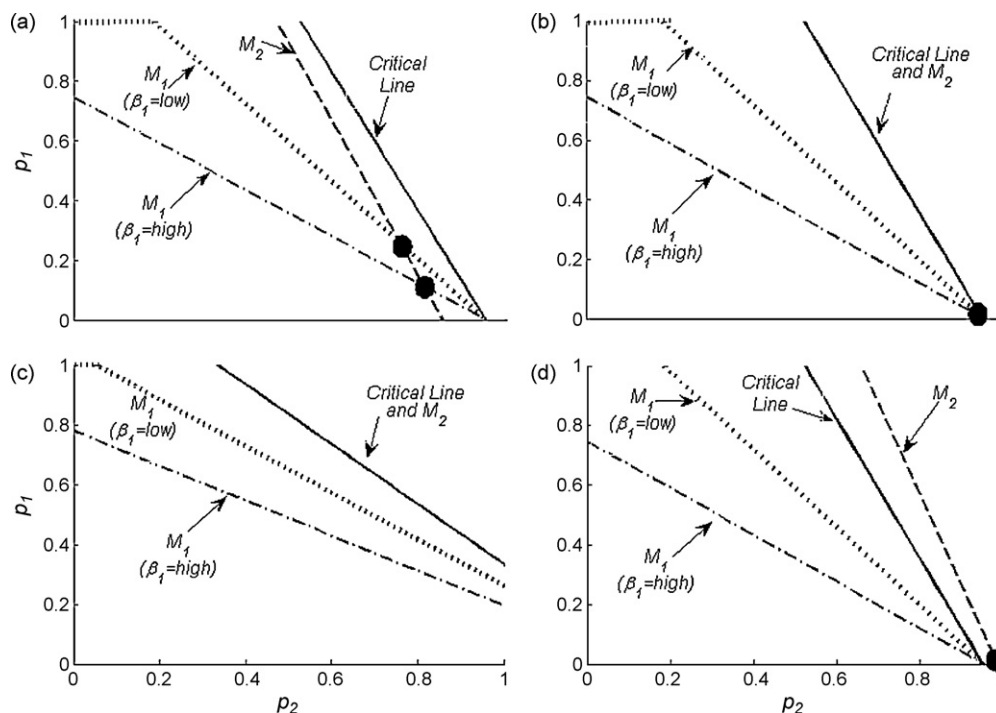 (a)
1
0.8
0.6
0.4
0.2
0
p1
M1
(β1=low)
M2
Critical
Line
M1
(β1=high)
0
0.2
0.4
0.6
0.8
(b)
1
0.8
0.6
0.4
0.2
0
M1
(β1=low)
Critical Line
and M2
M1
(β1=high)
0
0.2
0.4
0.6
0.8
(c)
1
0.8
0.6
0.4
0.2
0
p1
M1
(β1=low)
Critical Line
and M2
M1
(β1=high)
0
0.2
0.4
0.6
0.8
1
p2
(d)
1
0.8
0.6
0.4
0.2
0
M1
(β1=low)
Critical
Line
M2
M1
(β1=high)
0
0.2
0.4
0.6
0.8
p2